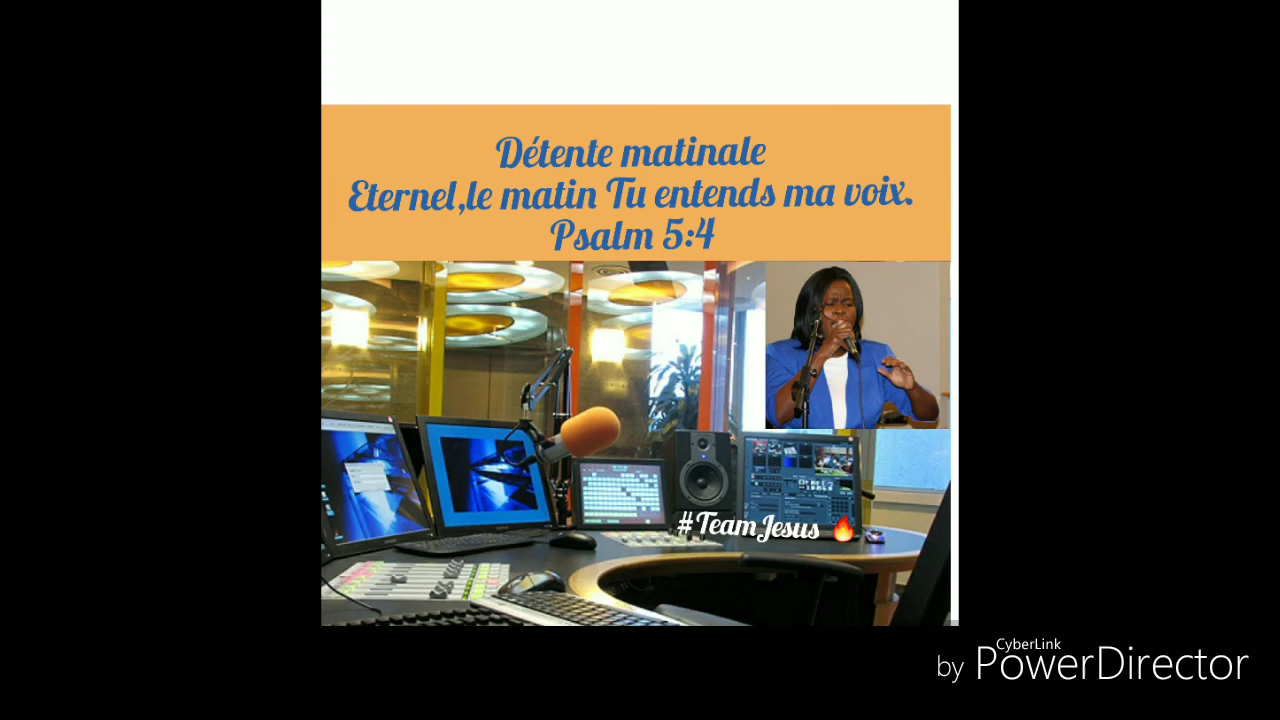 Détente matinale
Eternel,le matin Tu entends ma voix.
Psalm 5:4
#TeamJesus 🔥
CyberLink
by PowerDirector